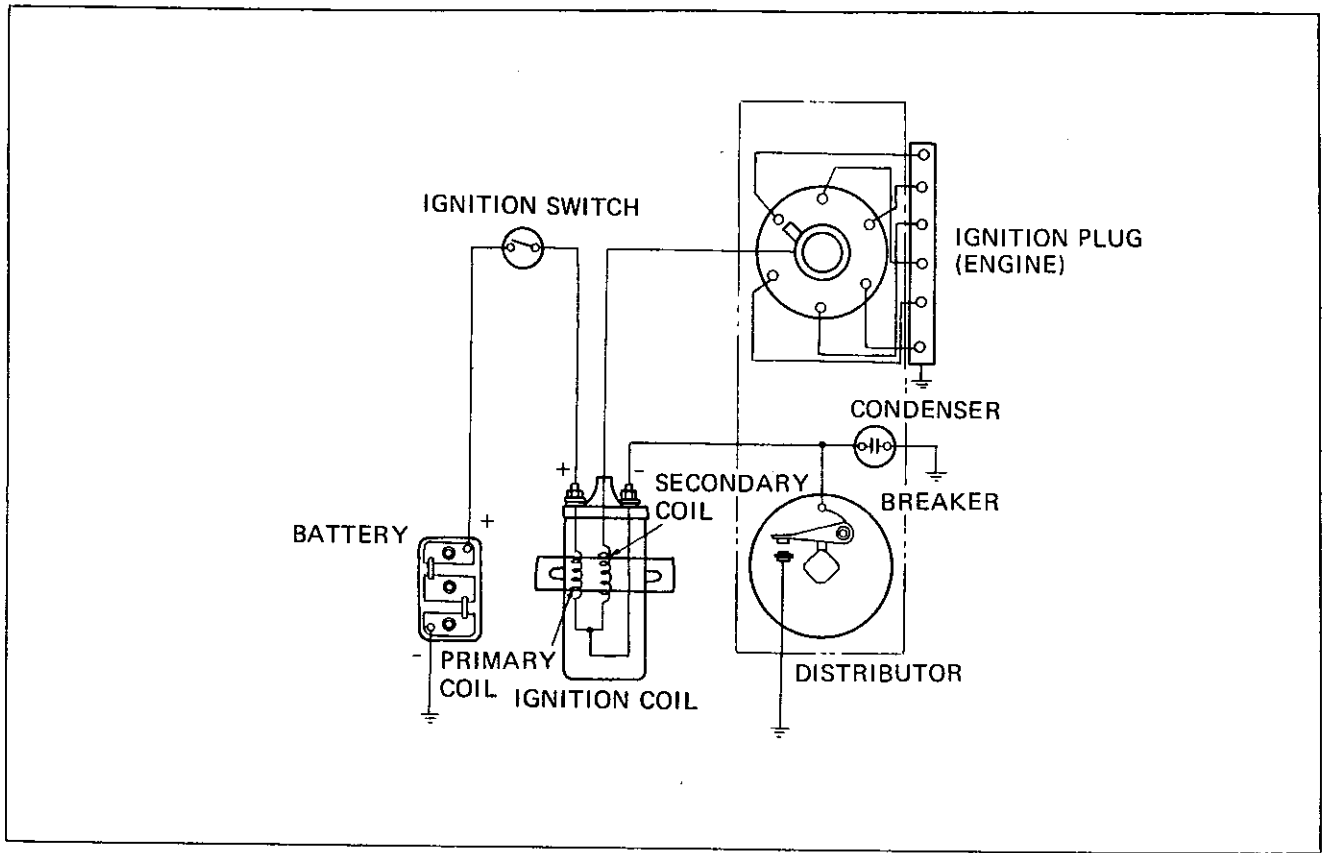 IGNITION SWITCH
IGNITION PLUG
(ENGINE)
CONDENSER
+
-
SECONDARY
COIL
BREAKER
BATTERY
+
-
PRIMARY
COIL
IGNITION COIL
DISTRIBUTOR